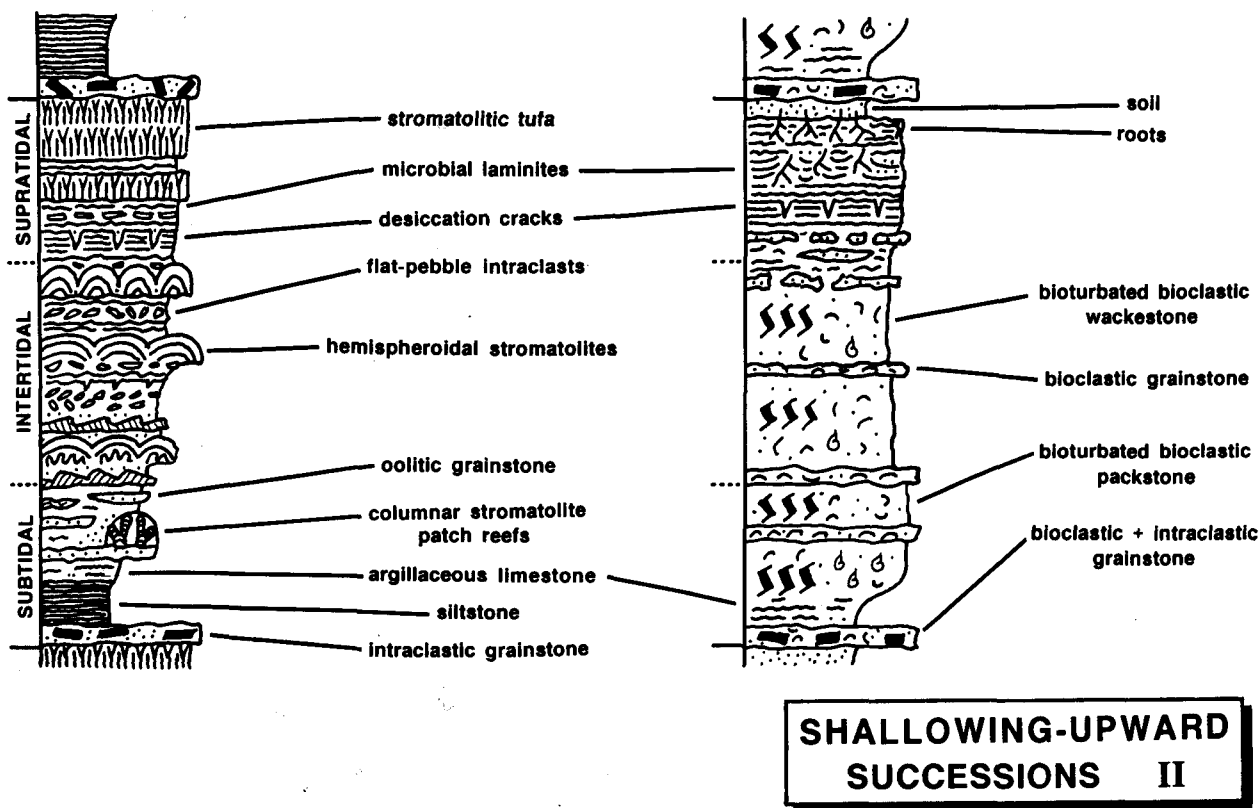 SUPRATIDAL
INTERTIDAL
SUBTIDAL
stromatolitic tufa
microbial laminites
desiccation cracks
flat-pebble intraclasts
hemispheroidal stromatolites
oolitic grainstone
columnar stromatolite
patch reefs
argillaceous limestone
siltstone
intraclastic grainstone
soil
roots
bioturbated bioclastic
wackestone
bioclastic grainstone
bioturbated bioclastic
packstone
bioclastic + intraclastic
grainstone
SHALLOWING-UPWARD
SUCCESSIONS II